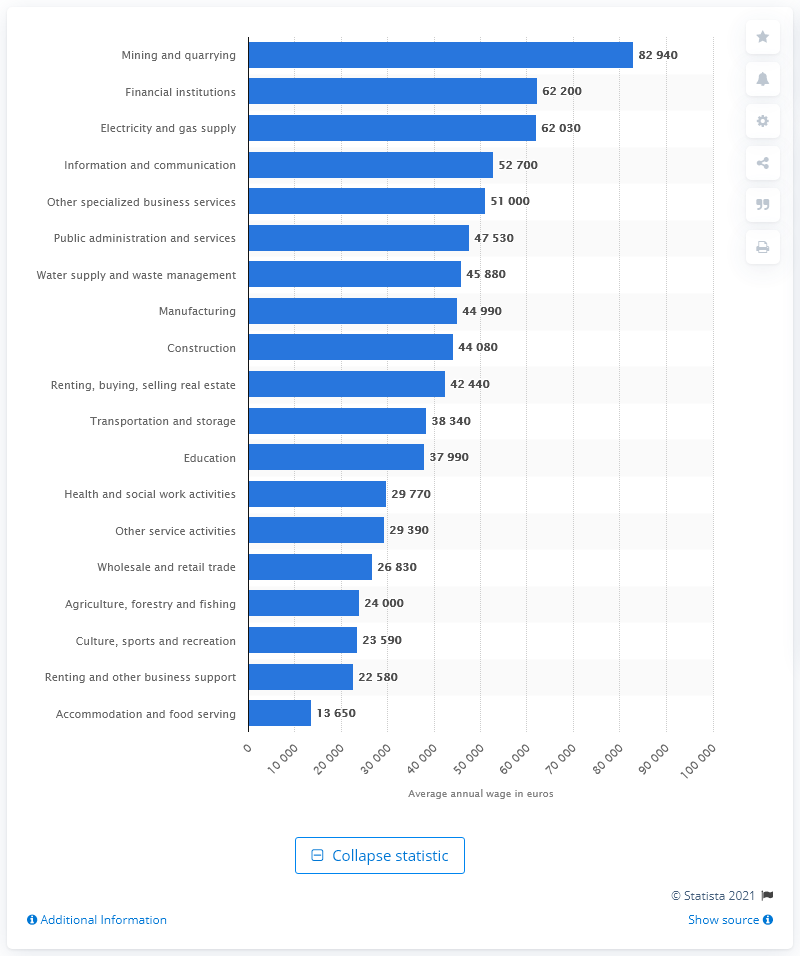 Mining and quarrying 82 940
Financial institutions 62 200
Electricity and gas supply 62 030
Information and communication 52 700
Other specialized business services 51 000
Public administration and services 47 530
Water supply and waste management 45 880
Manufacturing 44 990
Construction 44 080
Renting, buying, selling real estate 42 440
Transportation and storage 38 340
Education 37 990
Health and social work activities 29 770
Other service activities 29 390
Wholesale and retail trade 26 830
Agriculture, forestry and fishing 24 000
Culture, sports and recreation 23 590
Renting and other business support 22 580
Accommodation and food serving 13 650
0 10 000 20 000 30 000 40 000 50 000 60 000 70 000 80 000 90 000 100 000
Average annual wage in euros
Collapse statistic
© Statista 2021
Additional Information Show source